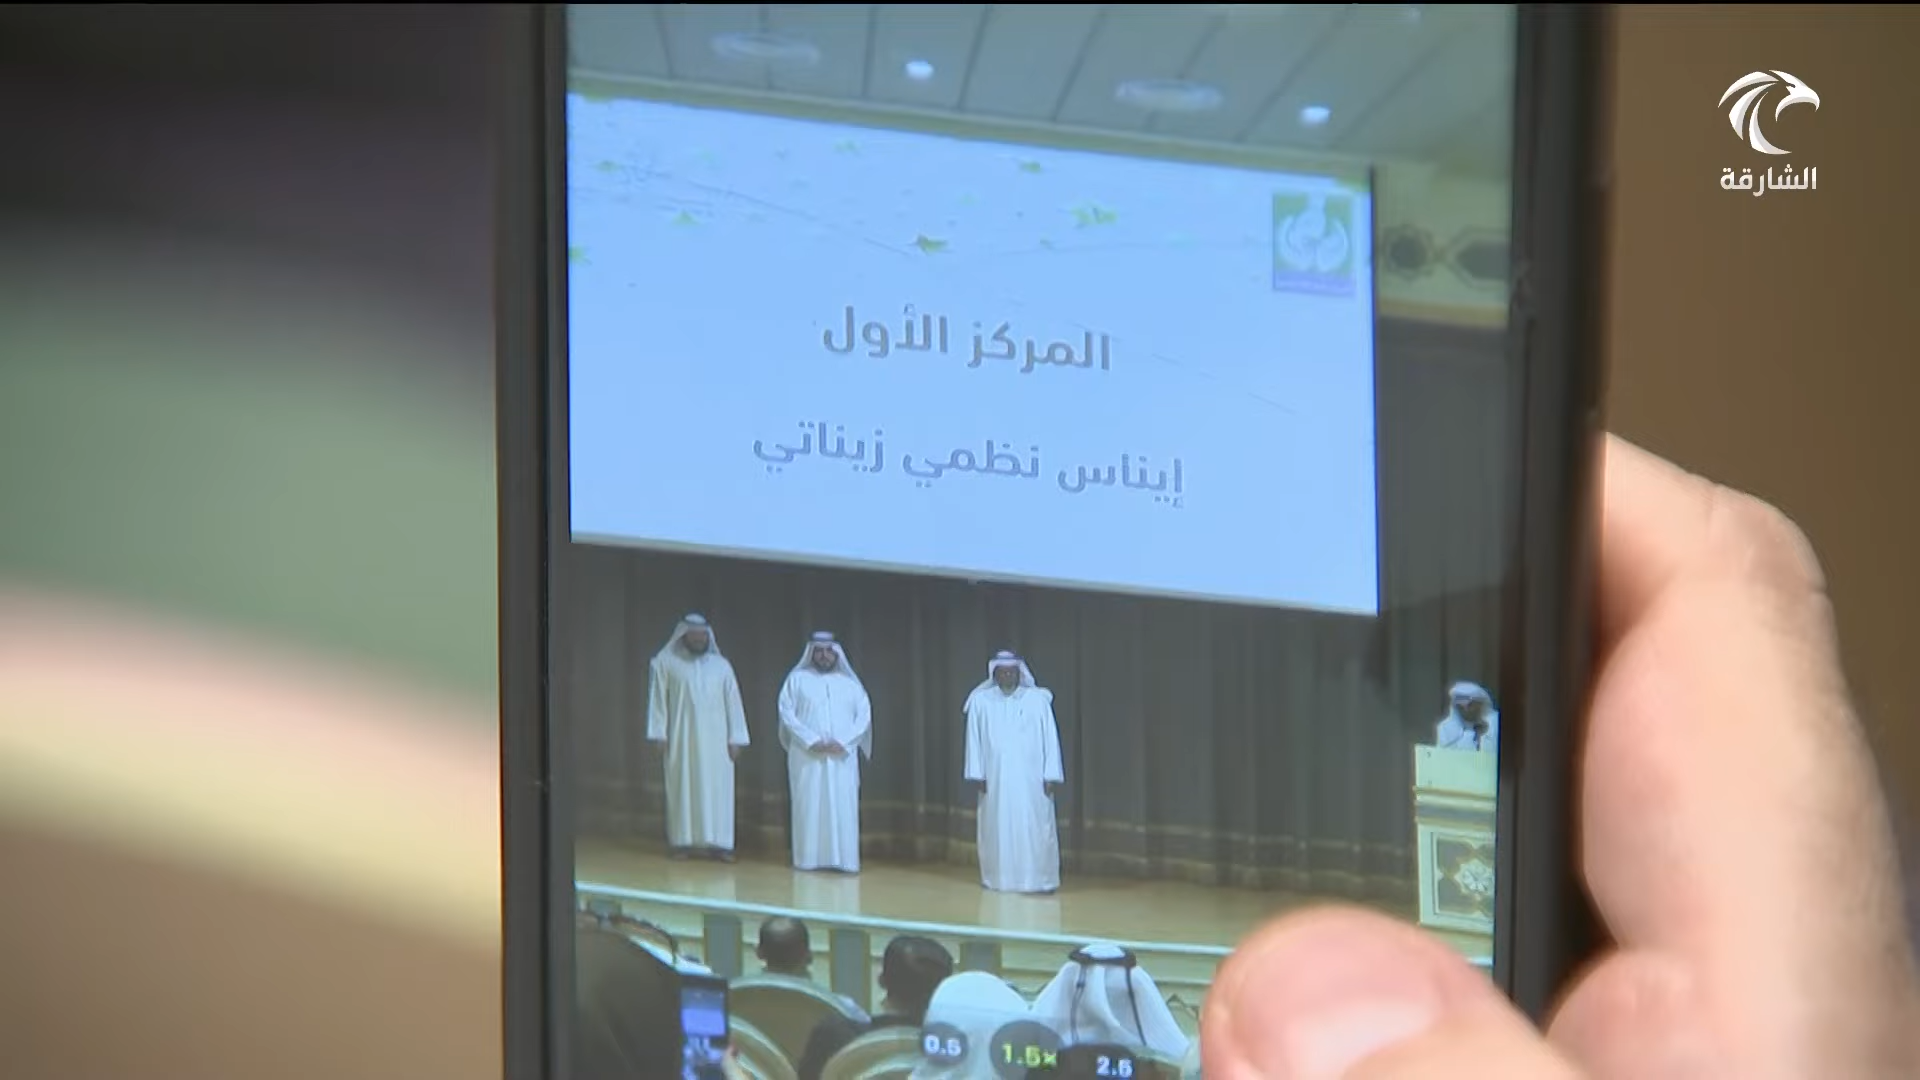 الشارقة
المركز الأول
إيناس نظمي زيناتي
0.5
1.5×
2.5